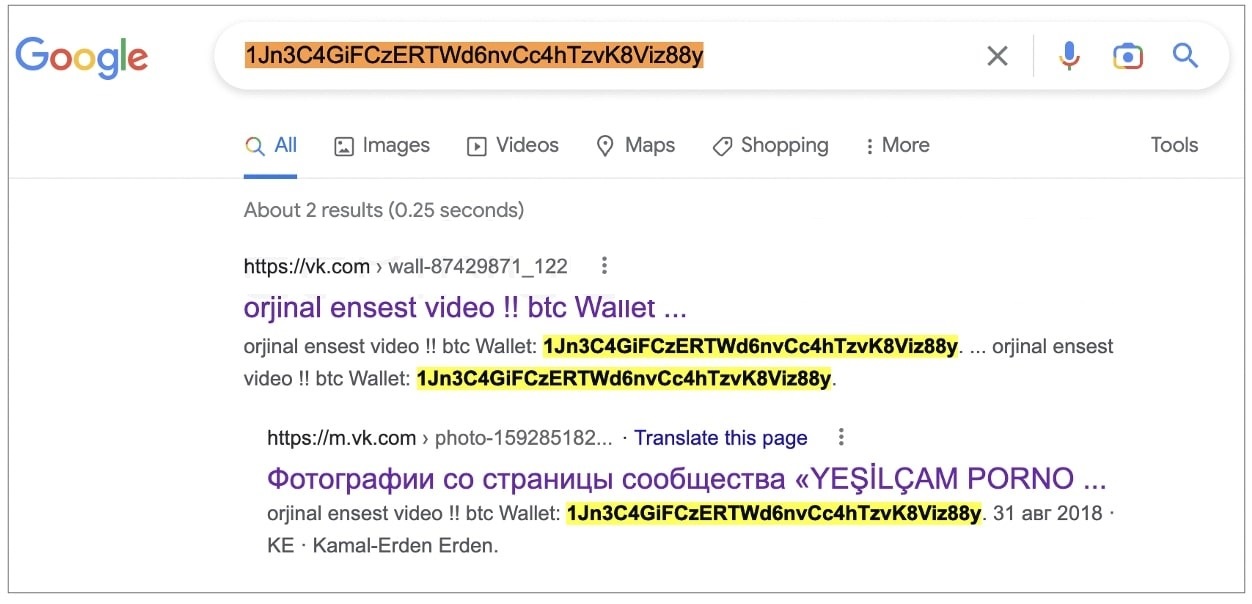 Google
1Jn3C4GiFCzERTWd6nvCc4hTzvK8Viz88y
All Images Videos Maps Shopping More Tools
About 2 results (0.25 seconds)
https://vk.com › wall-87429871_122
orjinal ensest video !! btc Wallet ...
orjinal ensest video !! btc Wallet: 1Jn3C4GiFCzERTWd6nvCc4hTzvK8Viz88y. ... orjinal ensest
video !! btc Wallet: 1Jn3C4GiFCzERTWd6nvCc4hTzvK8Viz88y.
https://m.vk.com › photo-159285182... · Translate this page
Фотографии со страницы сообщества «YEŞİLÇAM PORNO ...
orjinal ensest video !! btc Wallet: 1Jn3C4GiFCzERTWd6nvCc4hTzvK8Viz88y. 31 авг 2018 ·
KE · Kamal-Erden Erden.